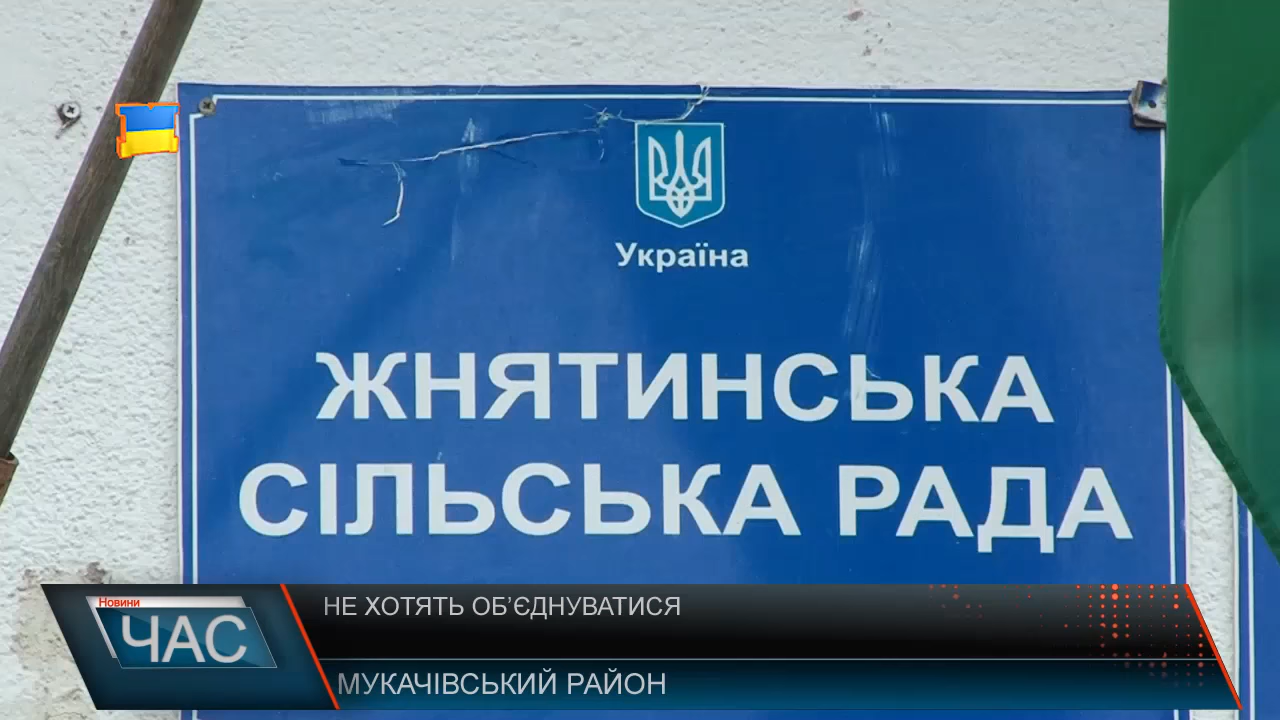 Україна
ЖНЯТИНСЬКА
СІЛЬСЬКА РАДА
Новини
ЧАС
НЕ ХОТЯТЬ ОБ’ЄДНУВАТИСЯ
МУКАЧІВСЬКИЙ РАЙОН